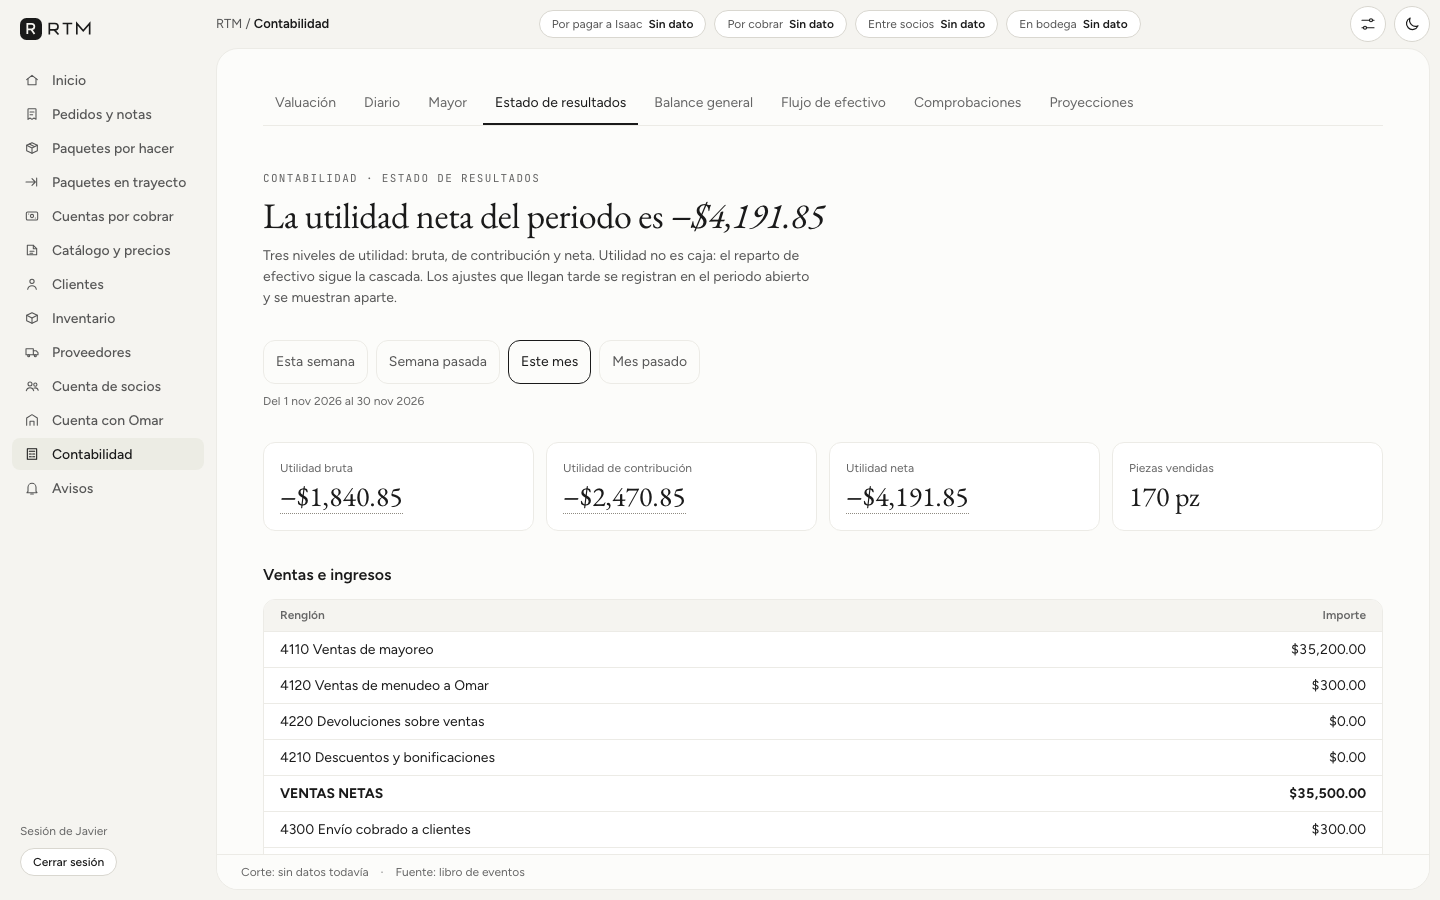 R RTM
RTM / Contabilidad
Por pagar a Isaac Sin dato
Por cobrar Sin dato
Entre socios Sin dato
En bodega Sin dato
Inicio
Pedidos y notas
Paquetes por hacer
Paquetes en trayecto
Cuentas por cobrar
Catálogo y precios
Clientes
Inventario
Proveedores
Cuenta de socios
Cuenta con Omar
Contabilidad
Avisos
Sesión de Javier
Cerrar sesión
Valuación
Diario
Mayor
Estado de resultados
Balance general
Flujo de efectivo
Comprobaciones
Proyecciones
CONTABILIDAD · ESTADO DE RESULTADOS
La utilidad neta del periodo es −$4,191.85
Tres niveles de utilidad: bruta, de contribución y neta. Utilidad no es caja: el reparto de
efectivo sigue la cascada. Los ajustes que llegan tarde se registran en el periodo abierto
y se muestran aparte.
Esta semana
Semana pasada
Este mes
Mes pasado
Del 1 nov 2026 al 30 nov 2026
Utilidad bruta
−$1,840.85
Utilidad de contribución
−$2,470.85
Utilidad neta
−$4,191.85
Piezas vendidas
170 pz
Ventas e ingresos
Renglón Importe
4110 Ventas de mayoreo $35,200.00
4120 Ventas de menudeo a Omar $300.00
4220 Devoluciones sobre ventas $0.00
4210 Descuentos y bonificaciones $0.00
VENTAS NETAS $35,500.00
4300 Envío cobrado a clientes $300.00
Corte: sin datos todavía · Fuente: libro de eventos